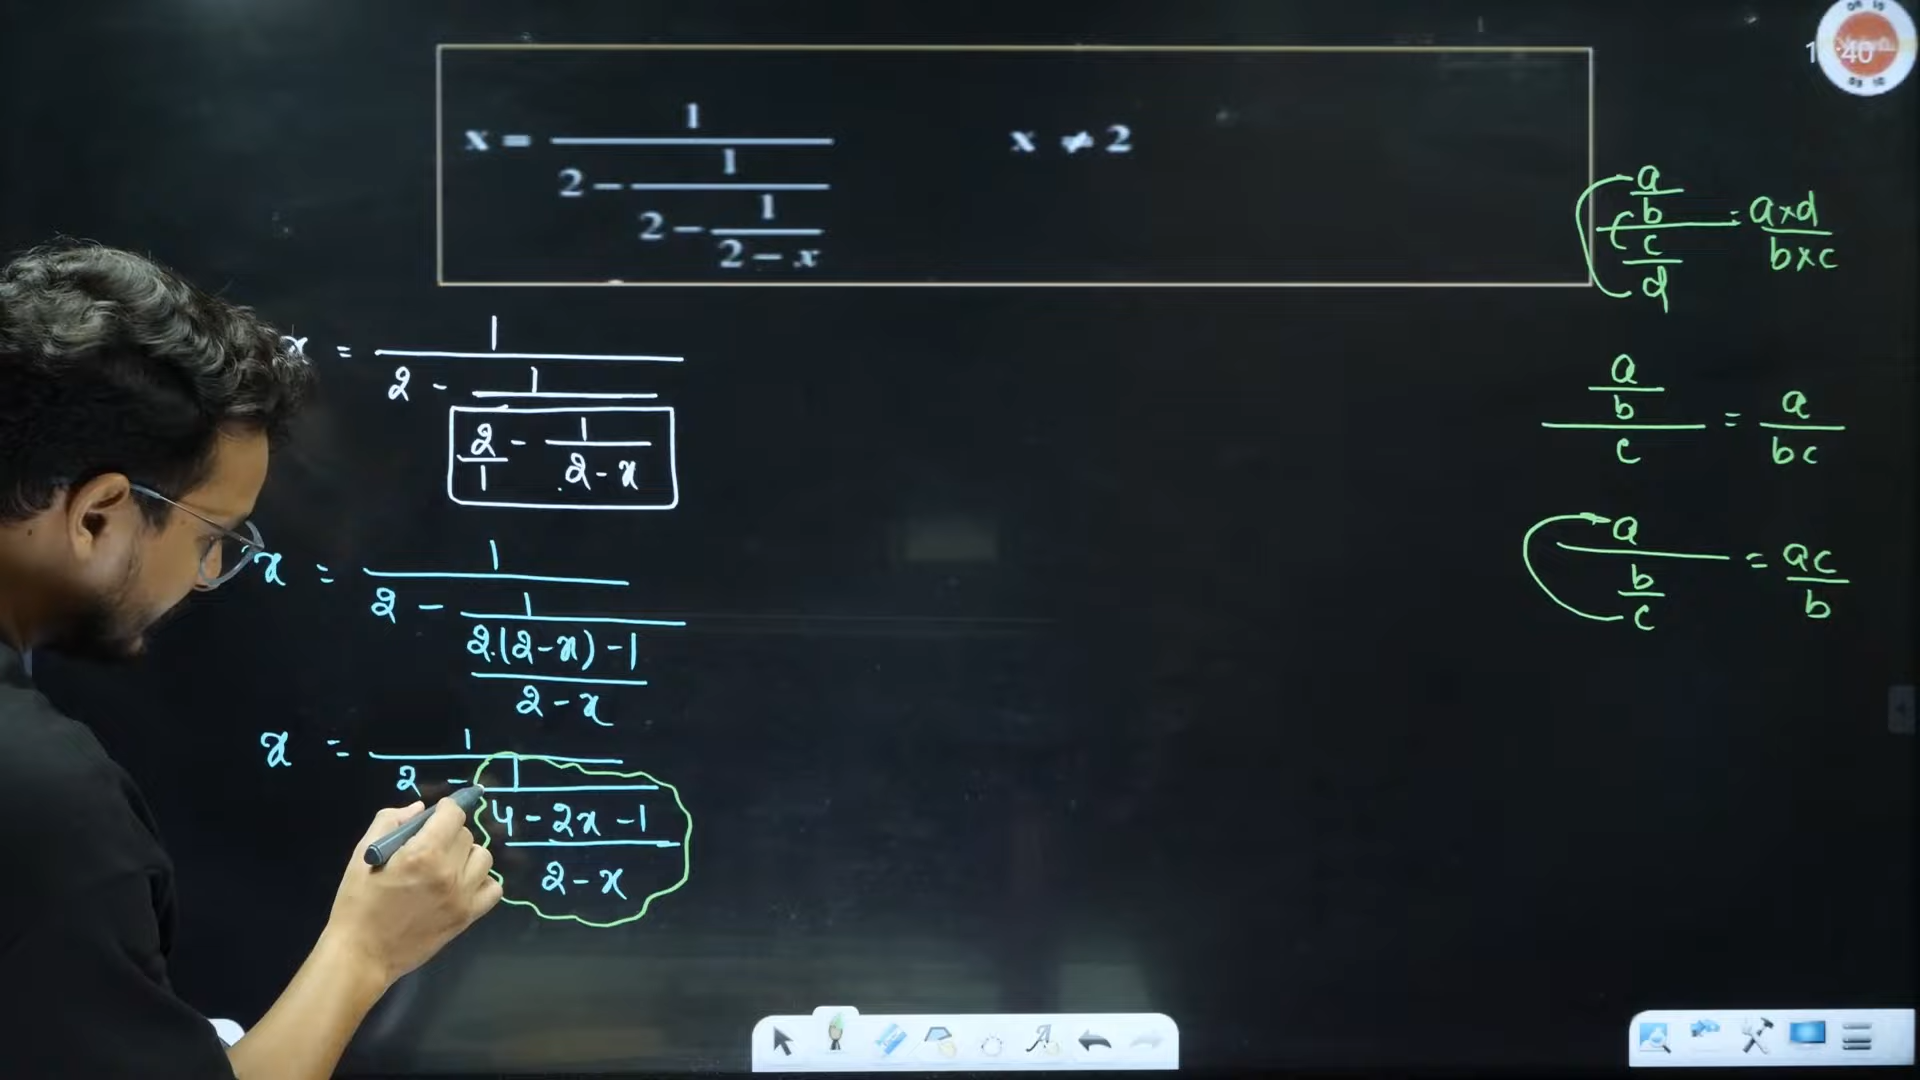 x = 1 / (2 − 1 / (2 − 1 / (2 − x)))    x ≠ 2
x = 1 / (2 - 1 / (2/1 - 1 / (2 - x)))
x = 1 / (2 - 1 / ((2.(2-x) - 1) / (2 - x)))
x = 1 / (2 - 1 / ((4 - 2x - 1) / (2 - x)))
(a/b) / (c/d) = a×d / b×c
(a/b) / c = a / bc
a / (b/c) = ac / b